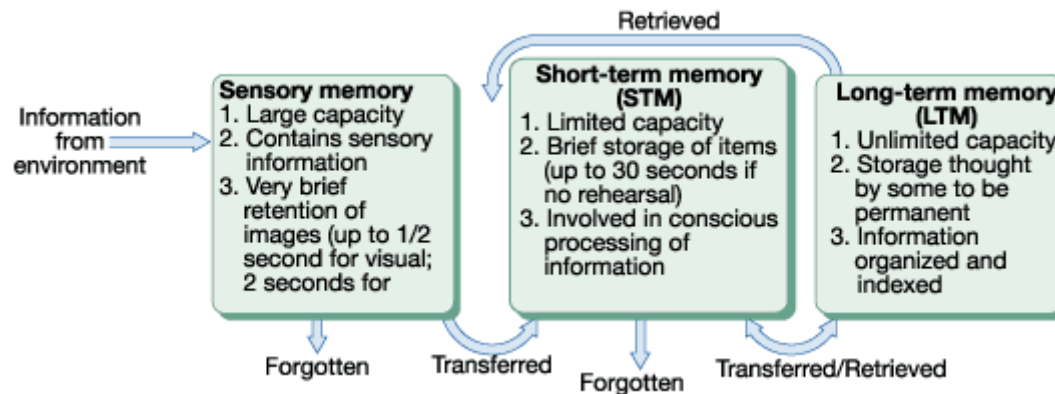 Retrieved
Information
from
environment
Sensory memory
1. Large capacity
2. Contains sensory
information
3. Very brief
retention of
images (up to 1/2
second for visual;
2 seconds for
Short-term memory
(STM)
1. Limited capacity
2. Brief storage of items
(up to 30 seconds if
no rehearsal)
3. Involved in conscious
processing of
information
Long-term memory
(LTM)
1. Unlimited capacity
2. Storage thought
by some to be
permanent
3. Information
organized and
indexed
Forgotten
Transferred
Forgotten
Transferred/Retrieved